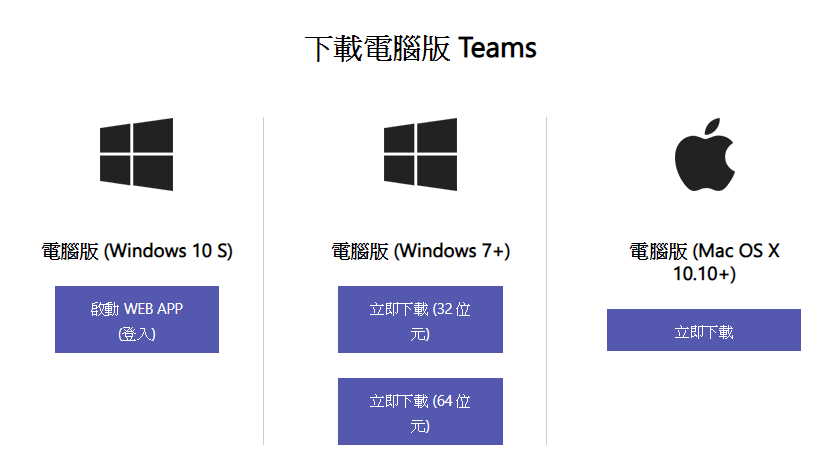 下載電腦版 Teams
電腦版 (Windows 10 S)
啟動 WEB APP
(登入)
電腦版 (Windows 7+)
立即下載 (32 位
元)
立即下載 (64 位
元)
電腦版 (Mac OS X
10.10+)
立即下載